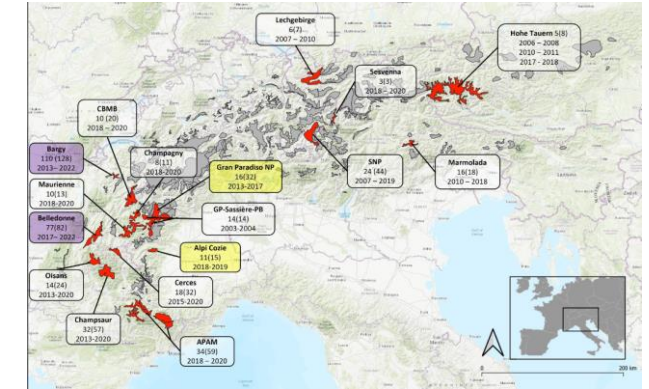 Lechgebirge
6(7)
2007 – 2010
Hohe Tauern 5(8)
2006 – 2008
2010 – 2011
2017 - 2018
Sesvenna
3(3)
2018 – 2020
CBMB
10 (20)
2018 – 2020
Bargy
110 (128)
2013– 2022
Champagny
8(11)
2018-2020
Gran Paradiso NP
16(32)
2013-2017
SNP
24 (44)
2007 – 2019
Marmolada
16(18)
2010 – 2018
Maurienne
10(13)
2018-2020
GP-Sassière-PB
14(14)
2003-2004
Belledonne
77(82)
2017– 2022
Alpi Cozie
11(15)
2018-2019
Oisans
14(24)
2013-2020
Cerces
18(32)
2015-2020
Champsaur
32(57)
2013-2020
APAM
34(59)
2018 – 2020
200 km